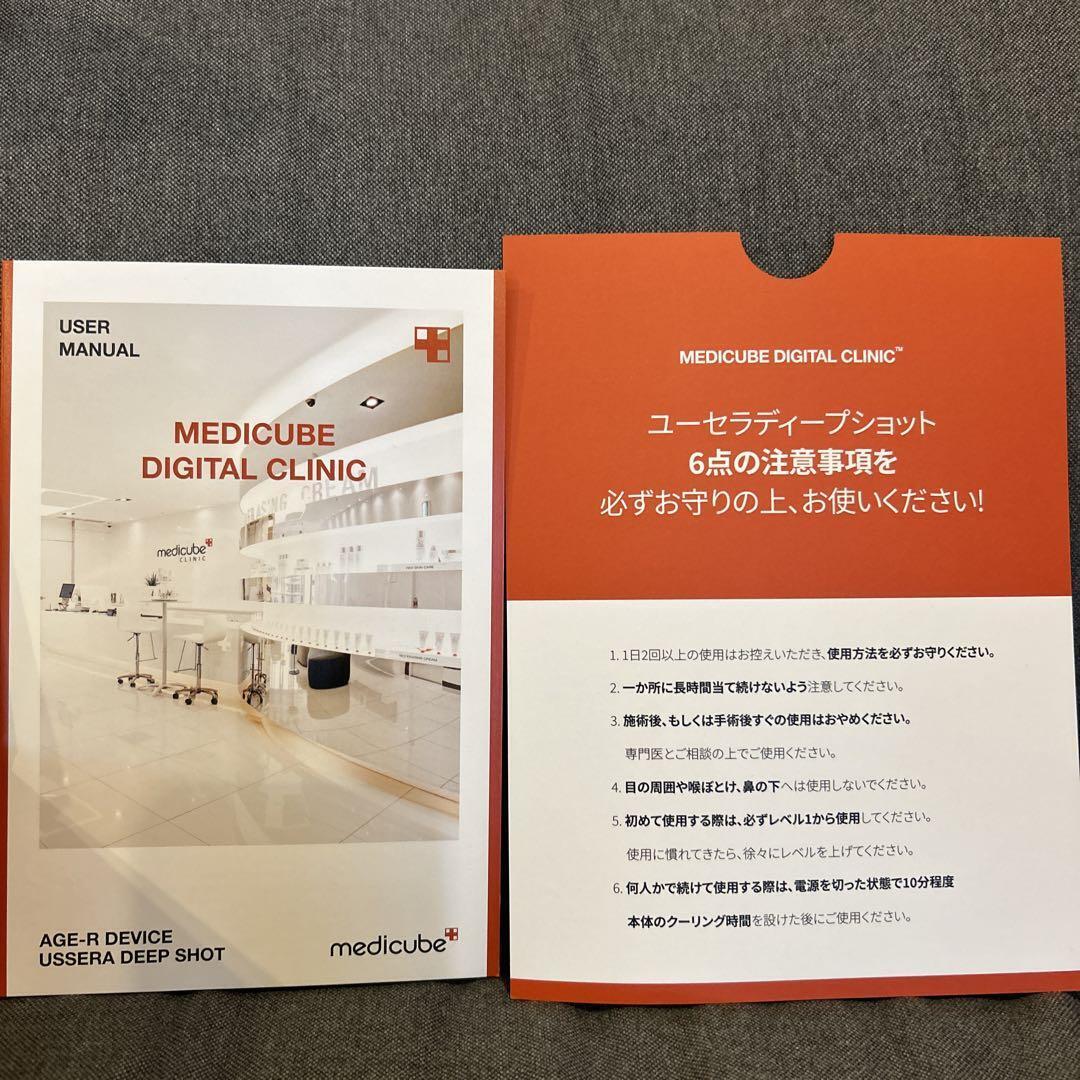 USER
MANUAL
MEDICUBE
DIGITAL CLINIC
ERASING CREAM
medicube
CLINIC
RED ERASING CREAM
AGE-R DEVICE
USSERA DEEP SHOT
medicube
MEDICUBE DIGITAL CLINIC™
ユーセラディープショット
6点の注意事項を
必ずお守りの上、お使いください!
1. 1日2回以上の使用はお控えいただき、使用方法を必ずお守りください。
2. 一か所に長時間当て続けないよう注意してください。
3. 施術後、もしくは手術後すぐの使用はおやめください。
専門医とご相談の上でご使用ください。
4. 目の周囲や喉ぼとけ、鼻の下へは使用しないでください。
5. 初めて使用する際は、必ずレベル1から使用してください。
使用に慣れてきたら、徐々にレベルを上げてください。
6. 何人かで続けて使用する際は、電源を切った状態で10分程度
本体のクーリング時間を設けた後にご使用ください。